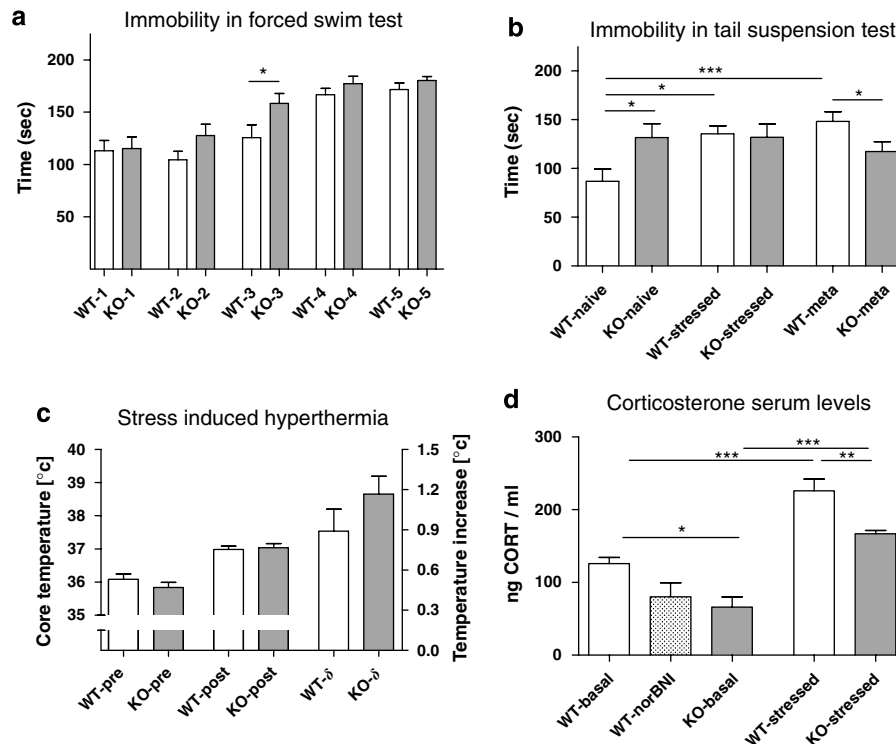 a
Immobility in forced swim test
Time (sec)
200
150
100
50
*
WT-1
KO-1
WT-2
KO-2
WT-3
KO-3
WT-4
KO-4
WT-5
KO-5
b
Immobility in tail suspension test
Time (sec)
200
150
100
50
0
***
*
*
*
WT-naive
KO-naive
WT-stressed
KO-stressed
WT-meta
KO-meta
c
Stress induced hyperthermia
Core temperature [°c]
40
39
38
37
36
35
Temperature increase [°c]
1.5
1.2
0.9
0.6
0.3
0.0
WT-pre
KO-pre
WT-post
KO-post
WT-δ
KO-δ
d
Corticosterone serum levels
ng CORT / ml
300
200
100
0
***
***
**
*
WT-basal
WT-norBNI
KO-basal
WT-stressed
KO-stressed